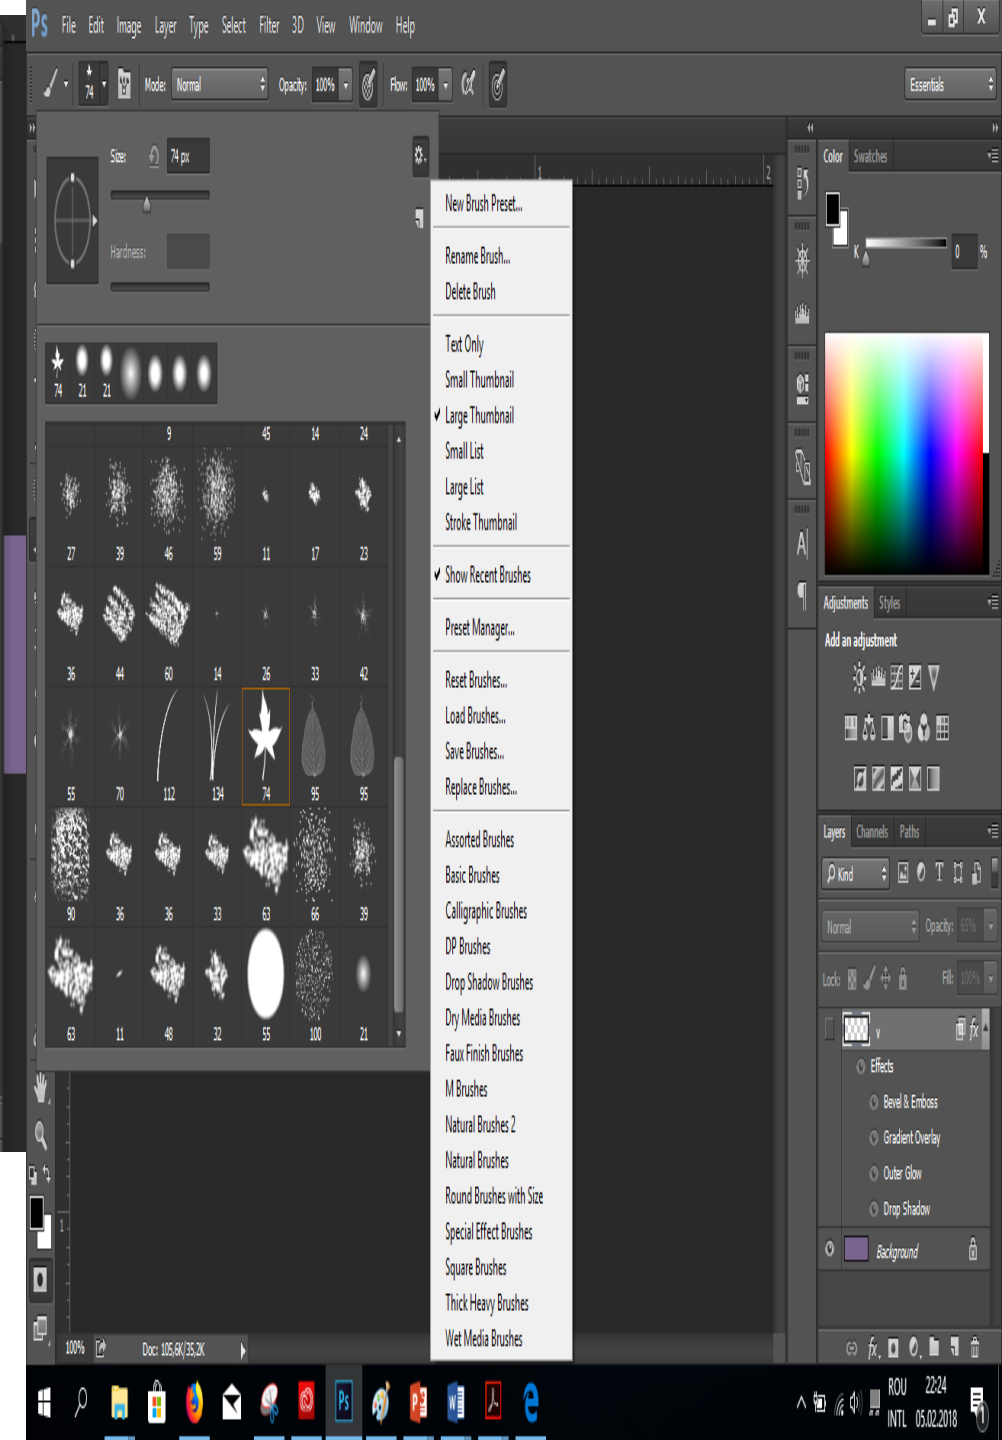 Ps File Edit Image Layer Type Select Filter 3D View Window Help
74 Mode: Normal Opacity: 100% Flow: 100% Essentials
Size: 74 px
Hardness:
74 21 21
9 45 14 24
27 39 46 59 11 17 23
36 44 60 14 26 33 42
55 70 112 134 74 95 95
90 36 36 33 63 66 39
63 11 48 32 55 100 21
New Brush Preset...
Rename Brush...
Delete Brush
Text Only
Small Thumbnail
Large Thumbnail
Small List
Large List
Stroke Thumbnail
Show Recent Brushes
Preset Manager...
Reset Brushes...
Load Brushes...
Save Brushes...
Replace Brushes...
Assorted Brushes
Basic Brushes
Calligraphic Brushes
DP Brushes
Drop Shadow Brushes
Dry Media Brushes
Faux Finish Brushes
M Brushes
Natural Brushes 2
Natural Brushes
Round Brushes with Size
Special Effect Brushes
Square Brushes
Thick Heavy Brushes
Wet Media Brushes
1 2
Color Swatches
K 0 %
Adjustments Styles
Add an adjustment
Layers Channels Paths
Kind
Normal Opacity: 65%
Lock: Fill: 100%
v fx
Effects
Bevel & Emboss
Gradient Overlay
Outer Glow
Drop Shadow
Background
1
100% Doc: 105,6K/35,2K
ROU 22:24
INTL 05.02.2018
1